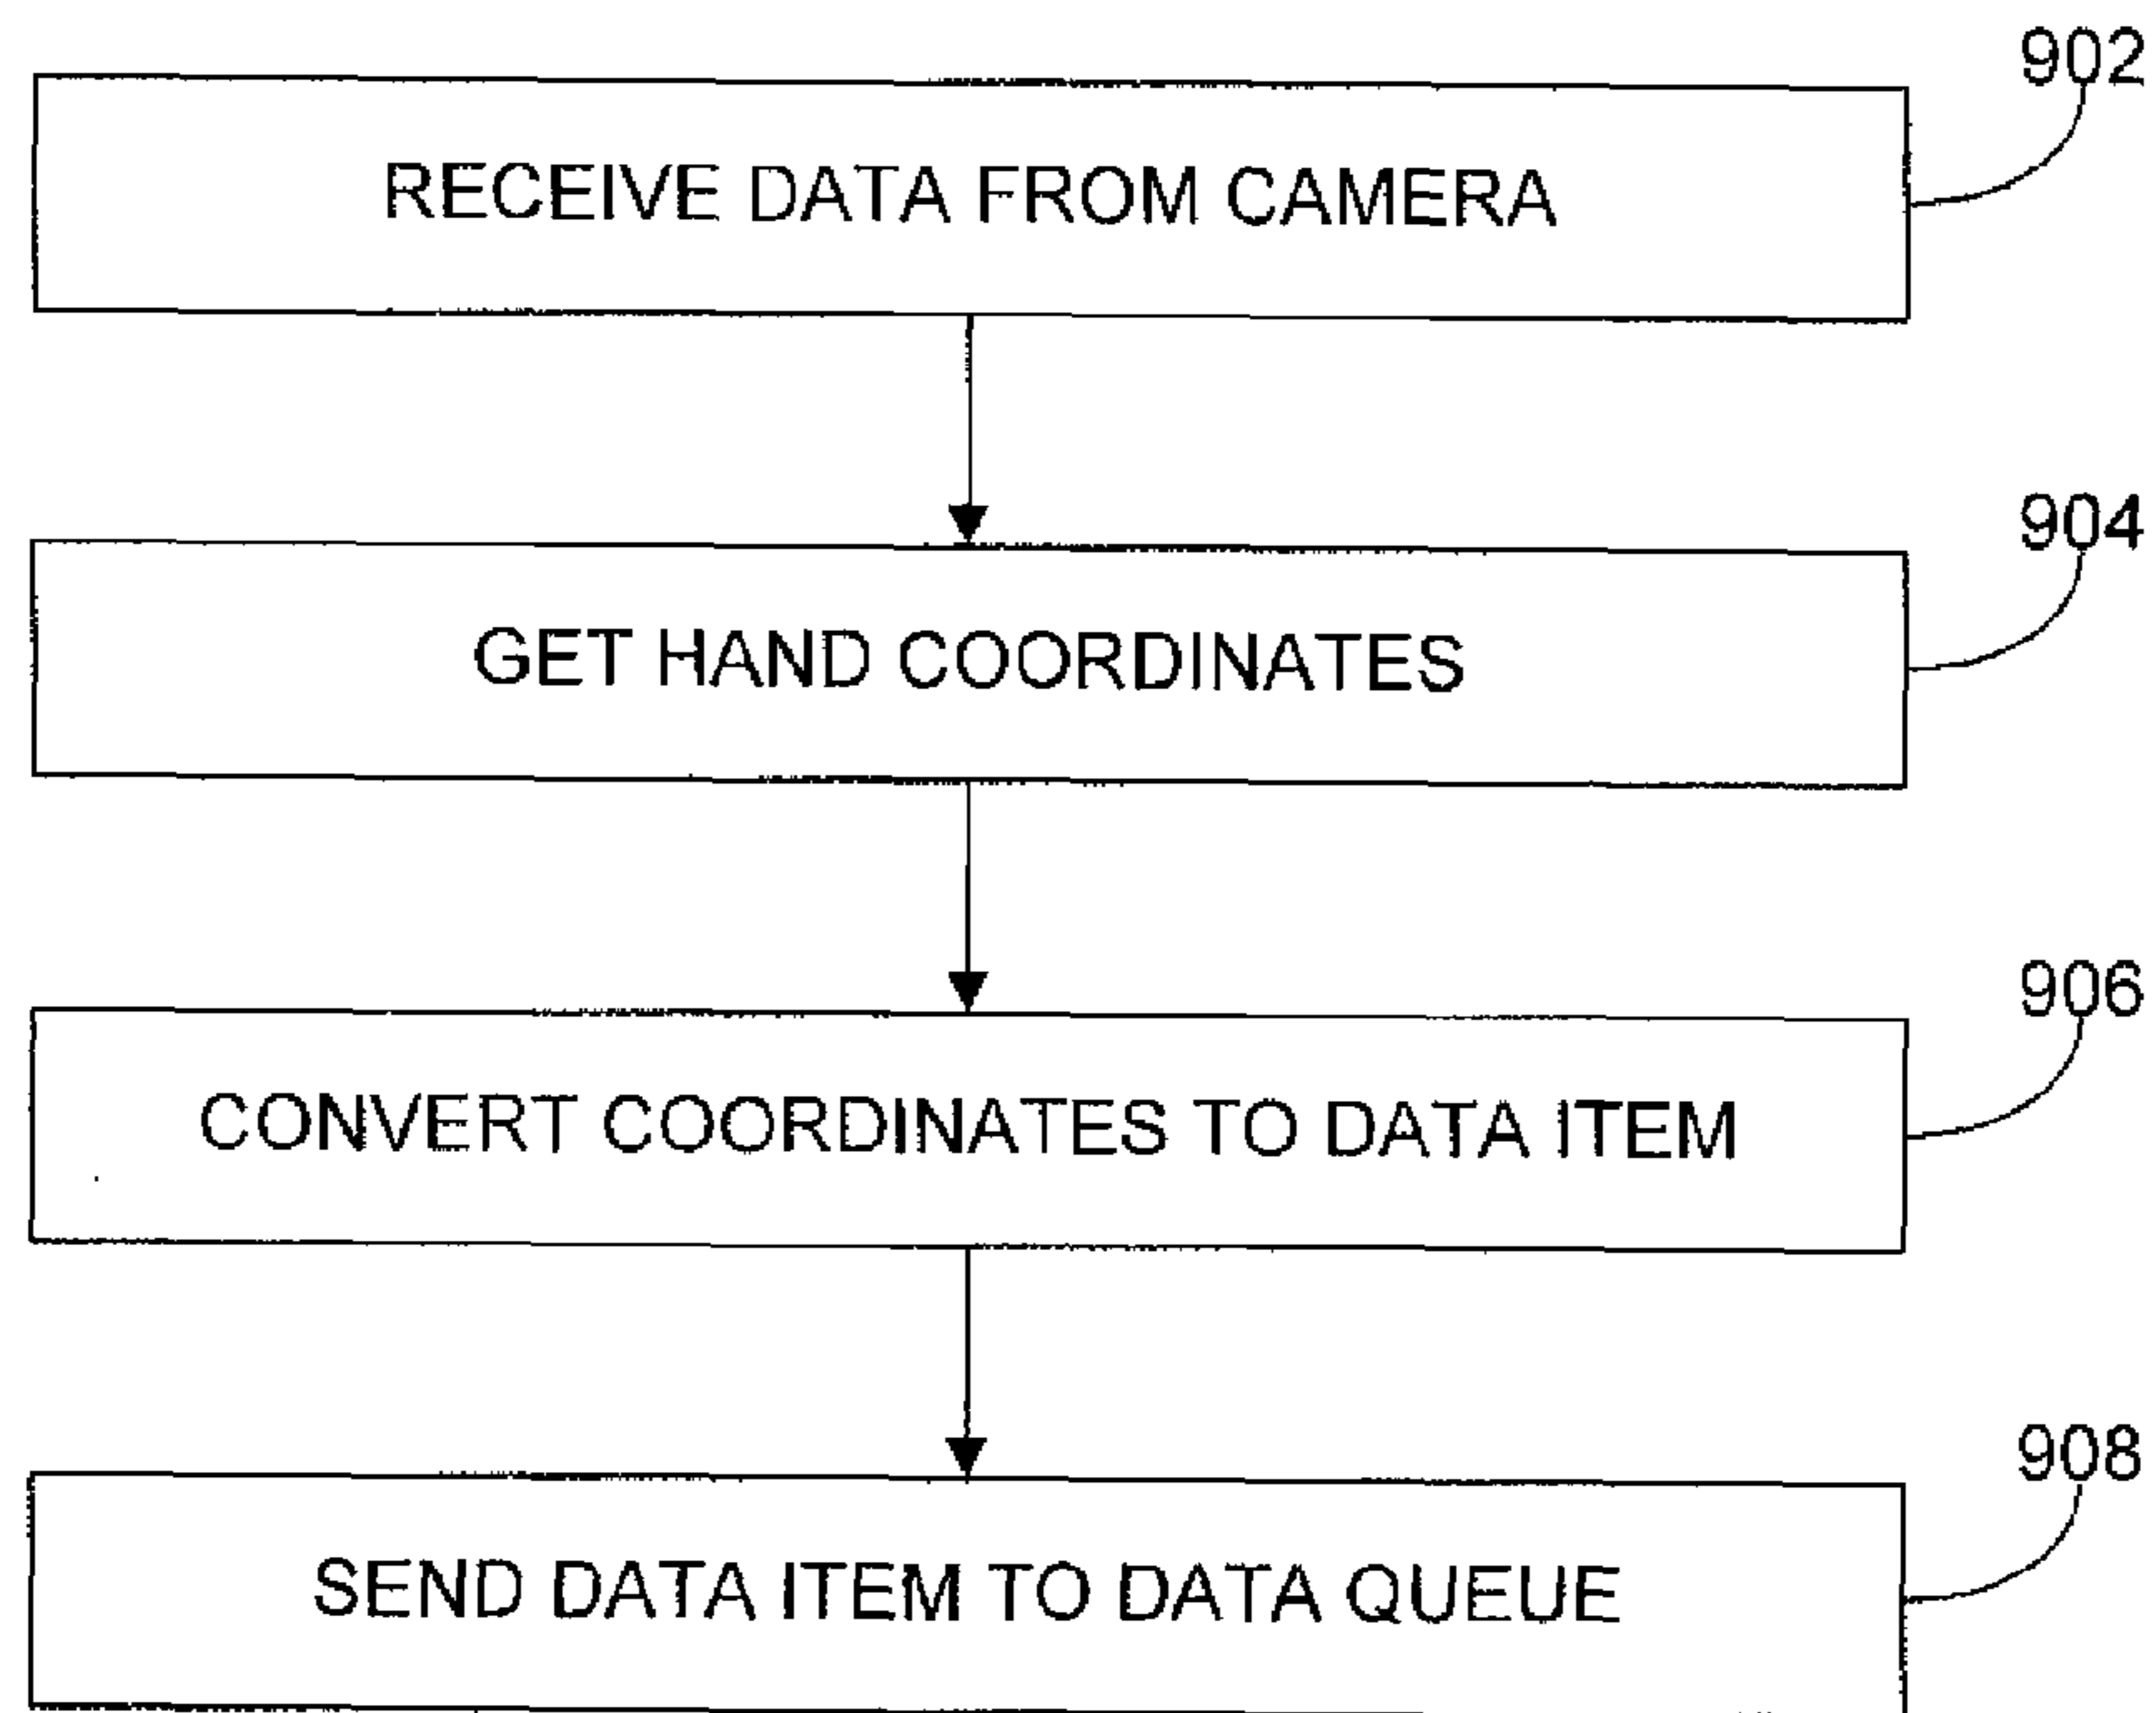 902
RECEIVE DATA FROM CAMERA
904
GET HAND COORDINATES
906
CONVERT COORDINATES TO DATA ITEM
908
SEND DATA ITEM TO DATA QUEUE